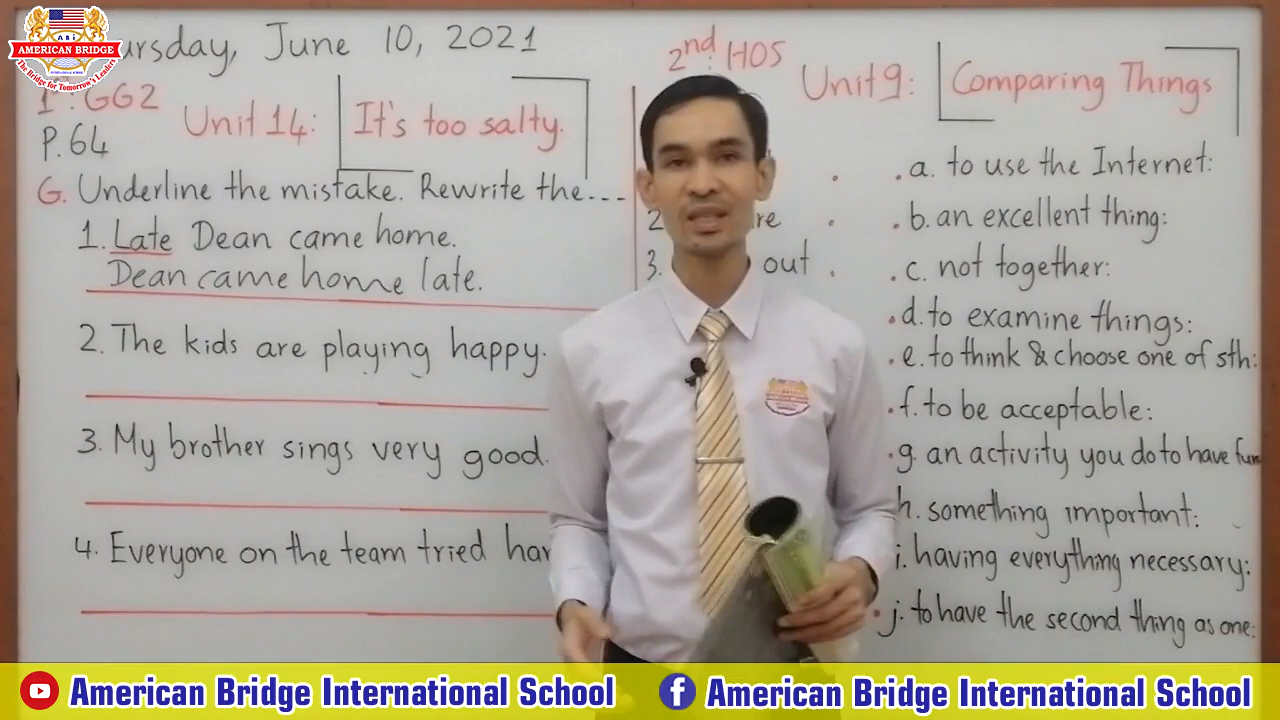 AMERICAN BRIDGE
The Bridge for Tomorrow's Leaders
ursday, June 10, 2021
: GG2
P.64
Unit 14: It's too salty.
G. Underline the mistake. Rewrite the---
1. Late Dean came home.
Dean came home late.
2. The kids are playing happy.
3. My brother sings very good.
4. Everyone on the team tried har
2nd : HOS
Unit 9: Comparing Things
2
re
3.
out
a. to use the Internet:
b. an excellent thing:
c. not together:
d. to examine things:
e. to think & choose one of sth:
f. to be acceptable:
g. an activity you do to have fun
h. something important:
i. having everything necessary:
j. to have the second thing as one:
American Bridge International School
American Bridge International School